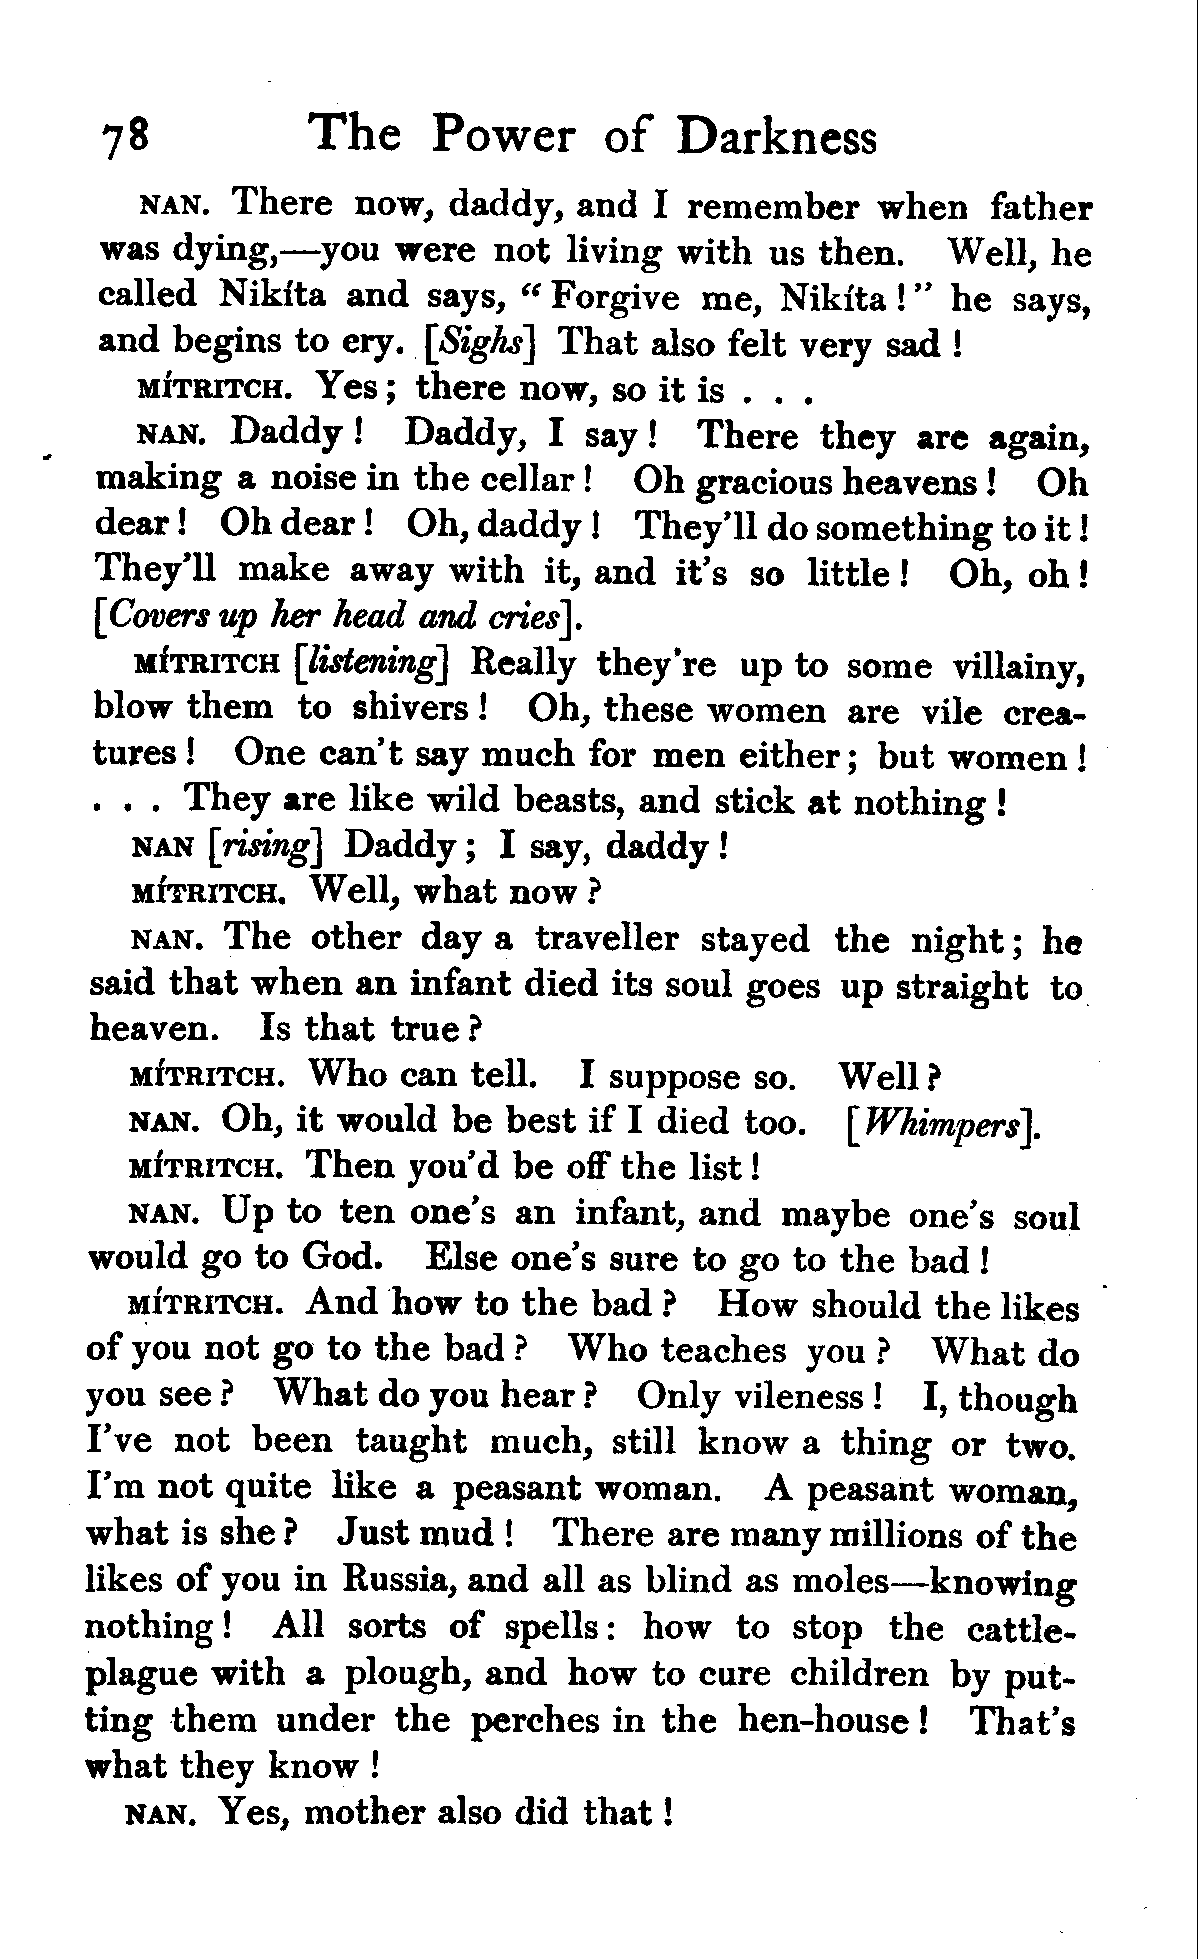 78 The Power of Darkness
NAN. There now, daddy, and I remember when father
was dying,—you were not living with us then. Well, he
called Nikíta and says, “Forgive me, Nikíta!” he says,
and begins to ery. [Sighs] That also felt very sad!
MÍTRITCH. Yes; there now, so it is . . .
NAN. Daddy! Daddy, I say! There they are again,
making a noise in the cellar! Oh gracious heavens! Oh
dear! Oh dear! Oh, daddy! They’ll do something to it!
They’ll make away with it, and it’s so little! Oh, oh!
[Covers up her head and cries].
MÍTRITCH [listening] Really they’re up to some villainy,
blow them to shivers! Oh, these women are vile crea-
tures! One can’t say much for men either; but women!
. . . They are like wild beasts, and stick at nothing!
NAN [rising] Daddy; I say, daddy!
MÍTRITCH. Well, what now?
NAN. The other day a traveller stayed the night; he
said that when an infant died its soul goes up straight to
heaven. Is that true?
MÍTRITCH. Who can tell. I suppose so. Well?
NAN. Oh, it would be best if I died too. [Whimpers].
MÍTRITCH. Then you’d be off the list!
NAN. Up to ten one’s an infant, and maybe one’s soul
would go to God. Else one’s sure to go to the bad!
MÍTRITCH. And how to the bad? How should the likes
of you not go to the bad? Who teaches you? What do
you see? What do you hear? Only vileness! I, though
I’ve not been taught much, still know a thing or two.
I’m not quite like a peasant woman. A peasant woman,
what is she? Just mud! There are many millions of the
likes of you in Russia, and all as blind as moles—knowing
nothing! All sorts of spells: how to stop the cattle-
plague with a plough, and how to cure children by put-
ting them under the perches in the hen-house! That’s
what they know!
NAN. Yes, mother also did that!